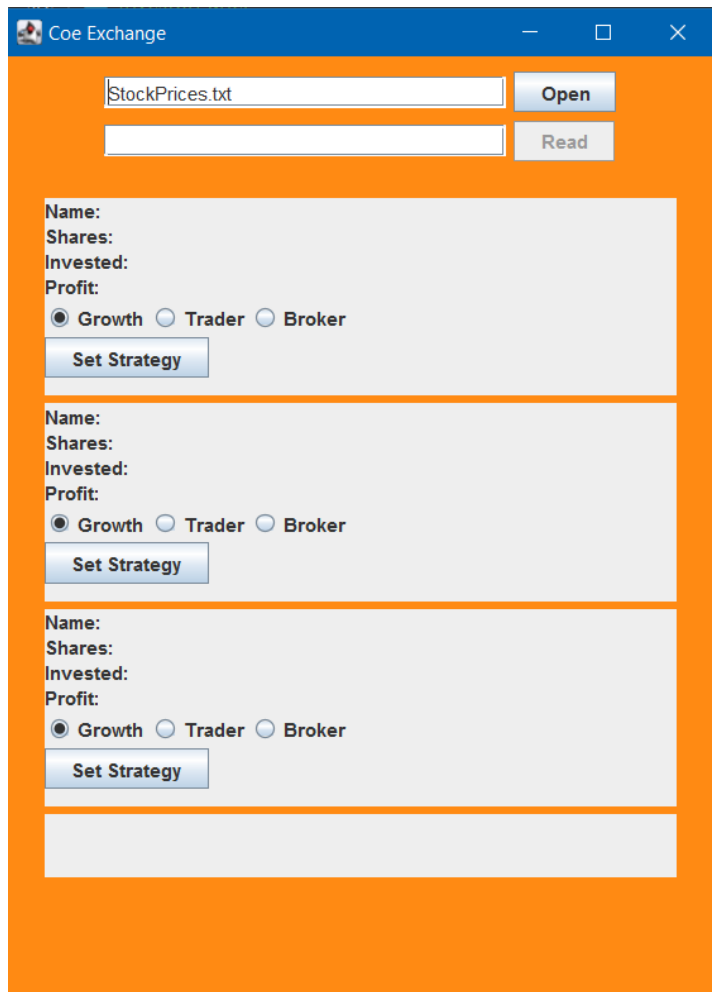 Coe Exchange
StockPrices.txt Open
Read
Name:
Shares:
Invested:
Profit:
Growth Trader Broker
Set Strategy
Name:
Shares:
Invested:
Profit:
Growth Trader Broker
Set Strategy
Name:
Shares:
Invested:
Profit:
Growth Trader Broker
Set Strategy